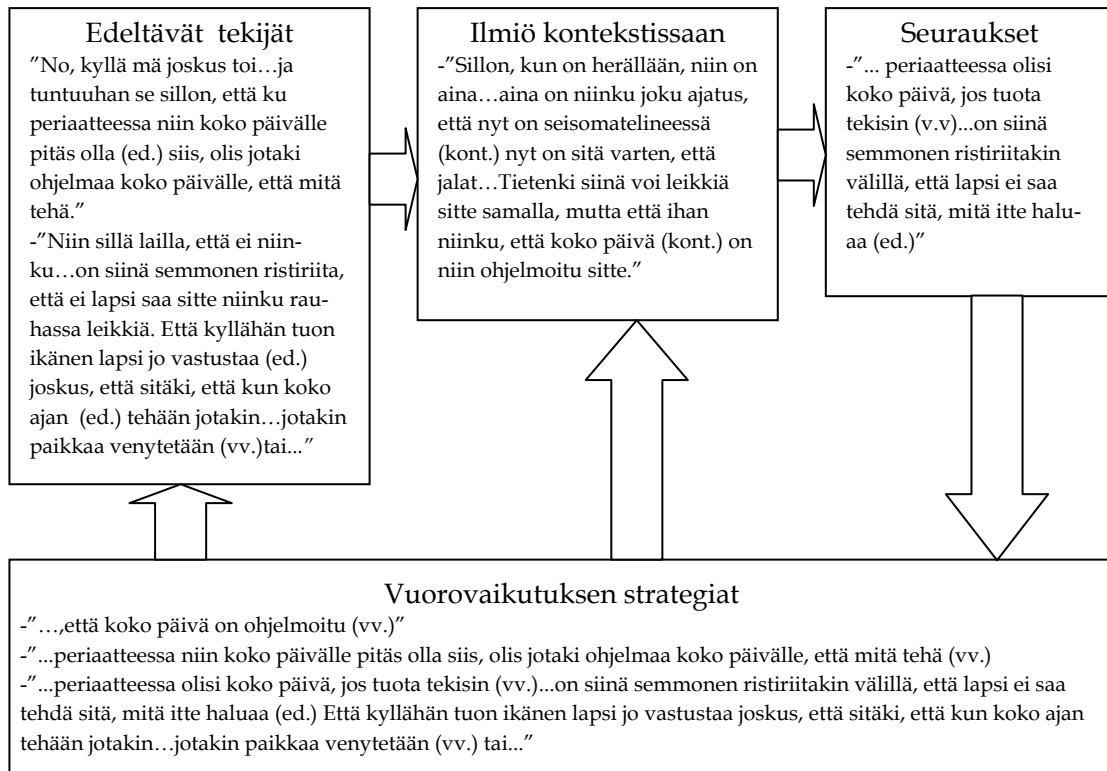 Edeltävät tekijät
”No, kyllä mä joskus toi…ja
tuntuuhan se sillon, että ku
periaatteessa niin koko päivälle
pitäs olla (ed.) siis, olis jotaki
ohjelmaa koko päivälle, että mitä
tehä.”
-”Niin sillä lailla, että ei niin-
ku…on siinä semmonen ristiriita,
että ei lapsi saa sitte niinku rau-
hassa leikkiä. Että kyllähän tuon
ikänen lapsi jo vastustaa (ed.)
joskus, että sitäki, että kun koko
ajan (ed.) tehään jotakin…jotakin
paikkaa venytetään (vv.)tai...”
Ilmiö kontekstissaan
-”Sillon, kun on herällään, niin on
aina…aina on niinku joku ajatus,
että nyt on seisomatelineessä
(kont.) nyt on sitä varten, että
jalat…Tietenki siinä voi leikkiä
sitte samalla, mutta että ihan
niinku, että koko päivä (kont.) on
niin ohjelmoitu sitte.”
Seuraukset
-”... periaatteessa olisi
koko päivä, jos tuota
tekisin (v.v)...on siinä
semmonen ristiriitakin
välillä, että lapsi ei saa
tehdä sitä, mitä itte halu-
aa (ed.)”
Vuorovaikutuksen strategiat
-”…,että koko päivä on ohjelmoitu (vv.)”
-”...periaatteessa niin koko päivälle pitäs olla siis, olis jotaki ohjelmaa koko päivälle, että mitä tehä (vv.)
-”...periaatteessa olisi koko päivä, jos tuota tekisin (vv.)...on siinä semmonen ristiriitakin välillä, että lapsi ei saa
tehdä sitä, mitä itte haluaa (ed.) Että kyllähän tuon ikänen lapsi jo vastustaa joskus, että sitäki, että kun koko ajan
tehään jotakin…jotakin paikkaa venytetään (vv.) tai...”